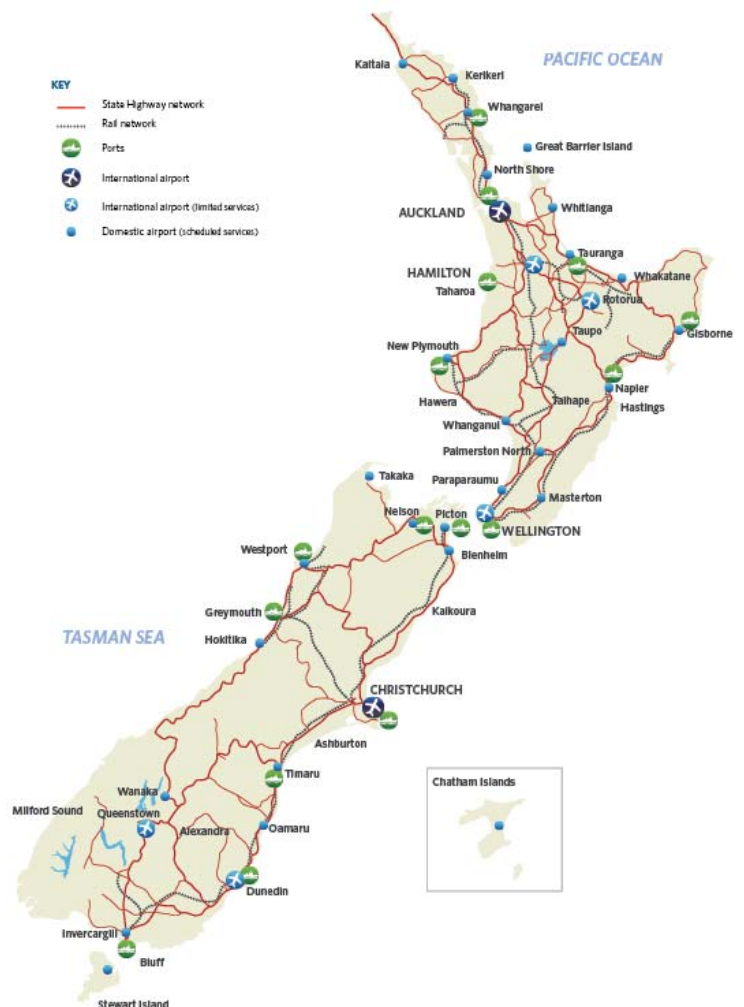 PACIFIC OCEAN
Kaitaia
Kerikeri
KEY
State Highway network
Rail network
Ports
International airport
International airport (limited services)
Domestic airport (scheduled services)
Whangarei
Great Barrier Island
North Shore
AUCKLAND
Whitianga
Tauranga
HAMILTON
Whakatane
Taharoa
Rotorua
Taupo
Gisborne
New Plymouth
Napier
Hawera
Taihape
Hastings
Whanganui
Palmerston North
Takaka
Paraparaumu
Masterton
Nelson
Picton
WELLINGTON
Westport
Blenheim
Greymouth
Kaikoura
TASMAN SEA
Hokitika
CHRISTCHURCH
Ashburton
Timaru
Chatham Islands
Wanaka
Milford Sound
Queenstown
Alexandra
Oamaru
Dunedin
Invercargill
Bluff
Stewart Island